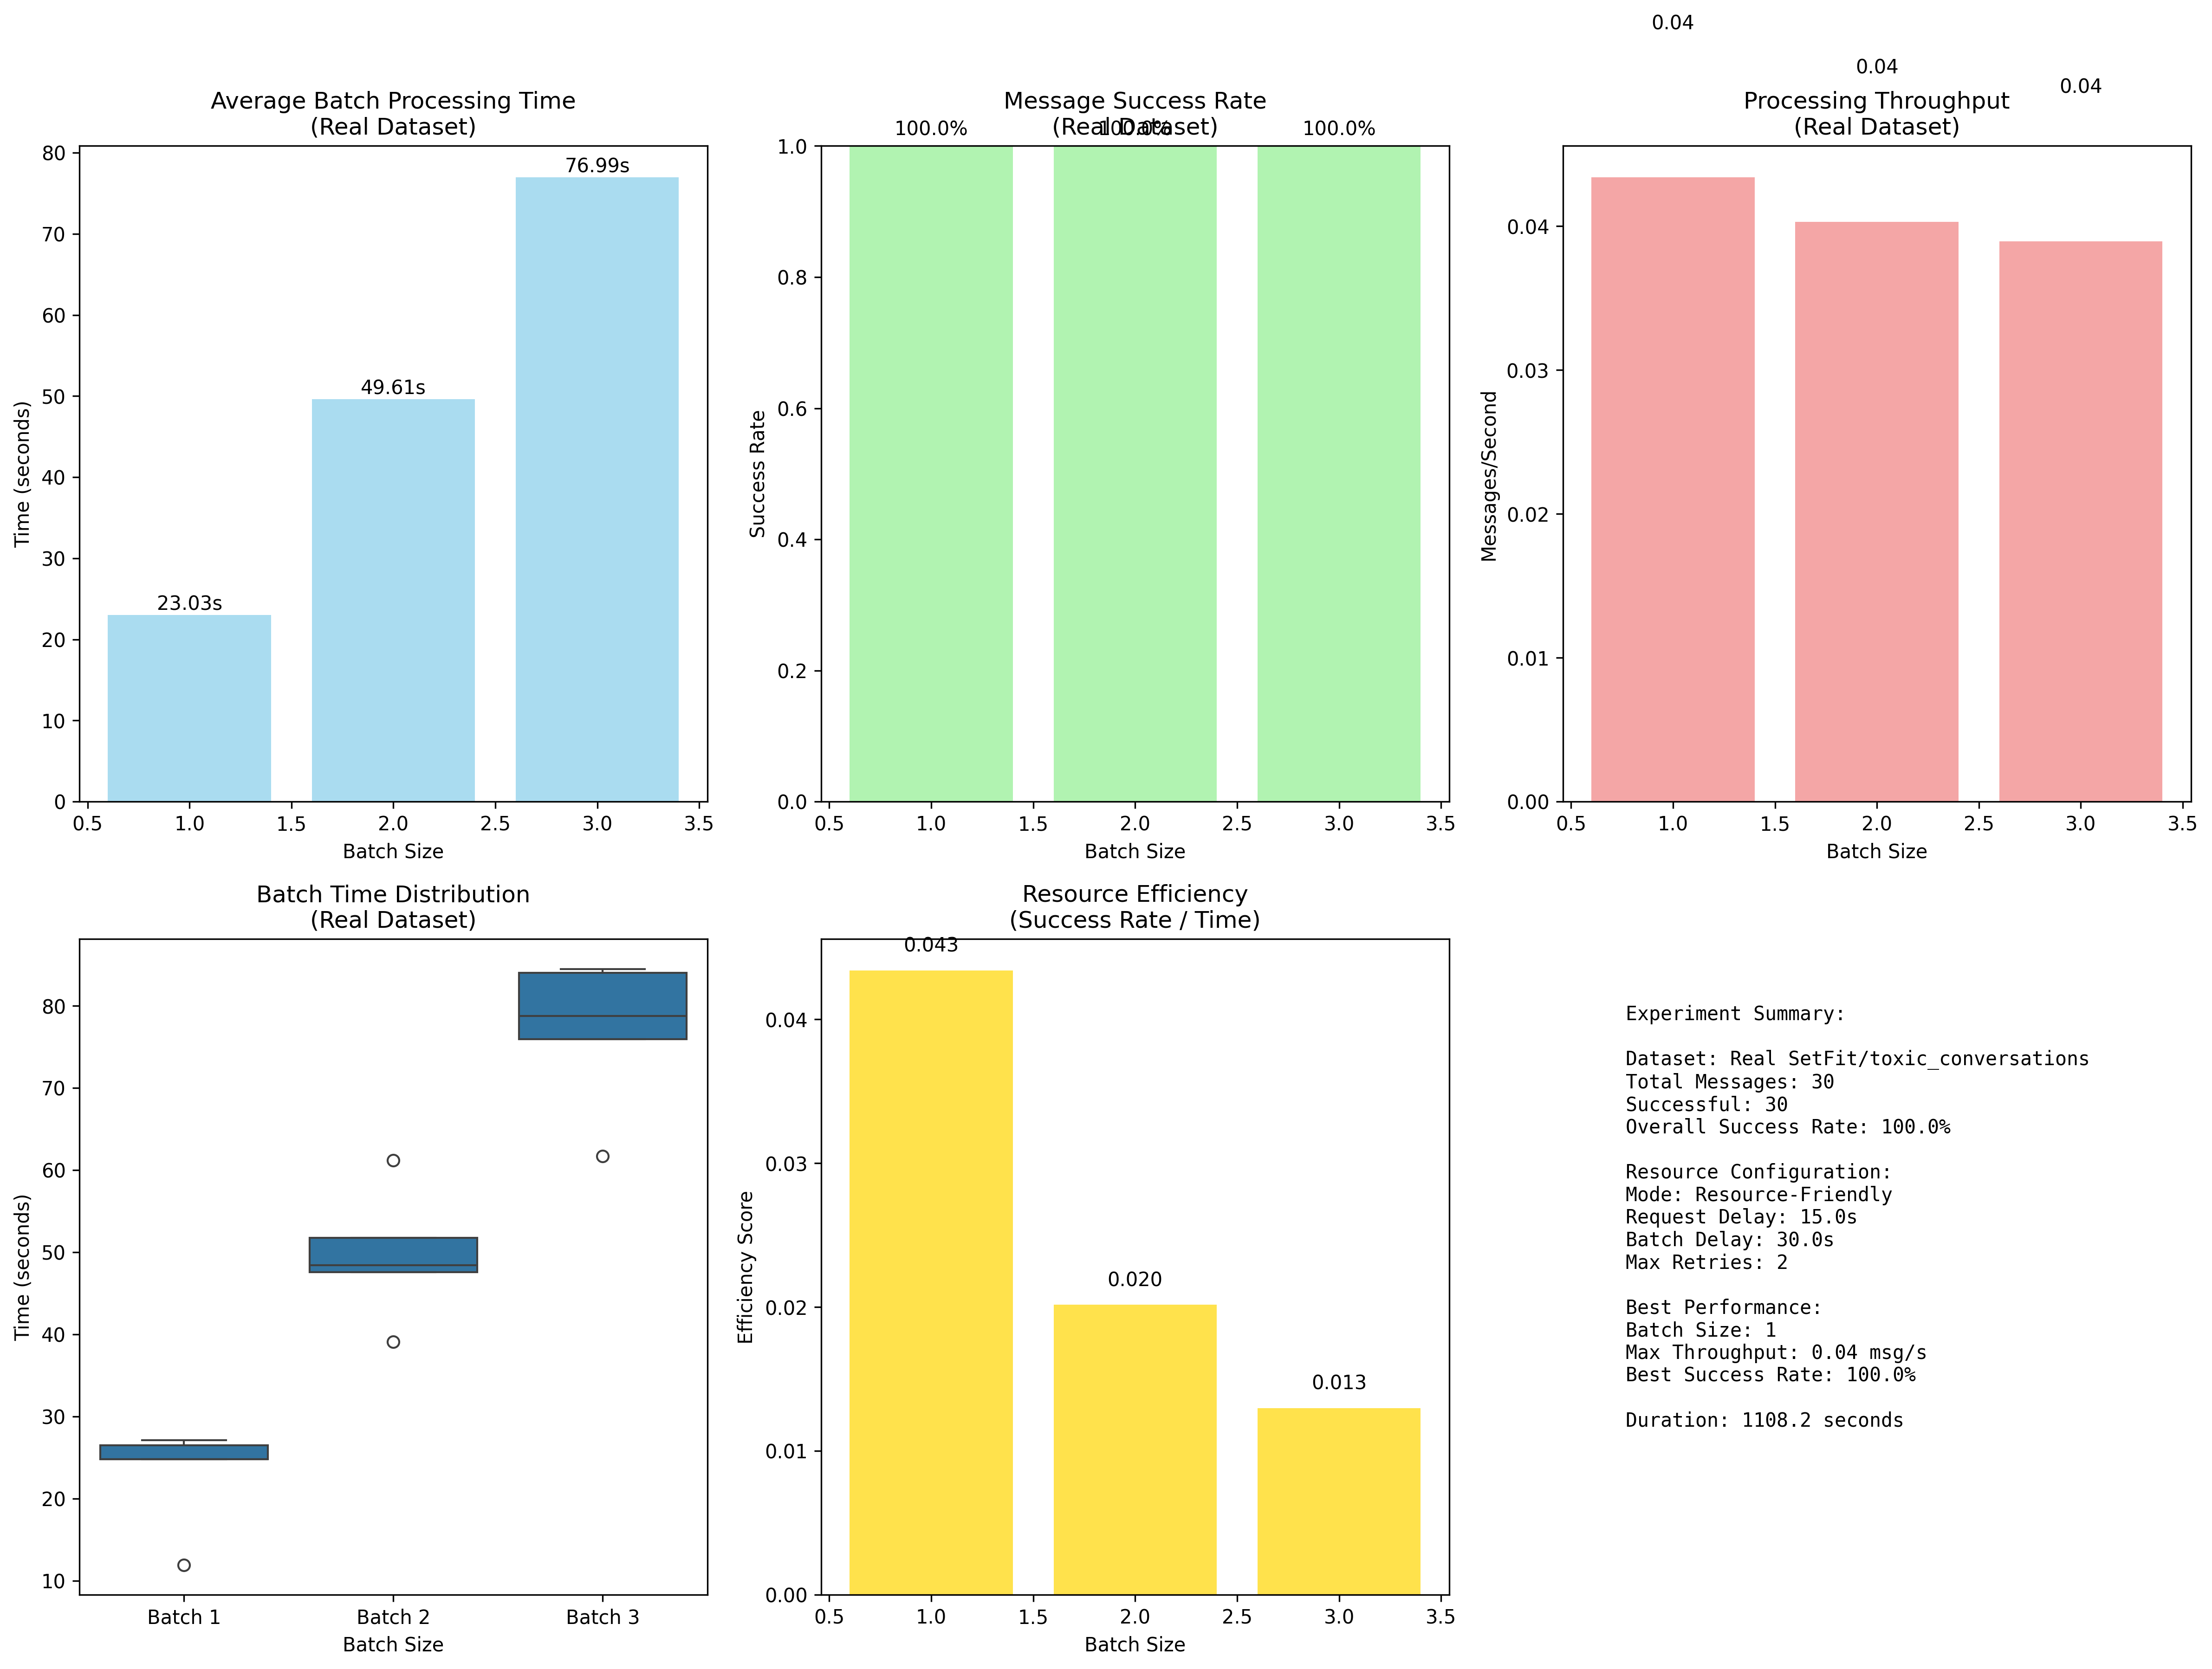 Average Batch Processing Time
(Real Dataset)
80
70
60
50
40
30
20
10
0
Time (seconds)
23.03s
49.61s
76.99s
0.5
1.0
1.5
2.0
2.5
3.0
3.5
Batch Size
Message Success Rate
(Real Dataset)
100.0%
100.0%
100.0%
1.0
0.8
0.6
0.4
0.2
0.0
Success Rate
0.5
1.0
1.5
2.0
2.5
3.0
3.5
Batch Size
0.04
0.04
0.04
Processing Throughput
(Real Dataset)
0.04
0.03
0.02
0.01
0.00
Messages/Second
0.5
1.0
1.5
2.0
2.5
3.0
3.5
Batch Size
Batch Time Distribution
(Real Dataset)
80
70
60
50
40
30
20
10
Time (seconds)
Batch 1
Batch 2
Batch 3
Batch Size
Resource Efficiency
(Success Rate / Time)
0.043
0.020
0.013
0.04
0.03
0.02
0.01
0.00
Efficiency Score
0.5
1.0
1.5
2.0
2.5
3.0
3.5
Batch Size
Experiment Summary:
Dataset: Real SetFit/toxic_conversations
Total Messages: 30
Successful: 30
Overall Success Rate: 100.0%
Resource Configuration:
Mode: Resource-Friendly
Request Delay: 15.0s
Batch Delay: 30.0s
Max Retries: 2
Best Performance:
Batch Size: 1
Max Throughput: 0.04 msg/s
Best Success Rate: 100.0%
Duration: 1108.2 seconds